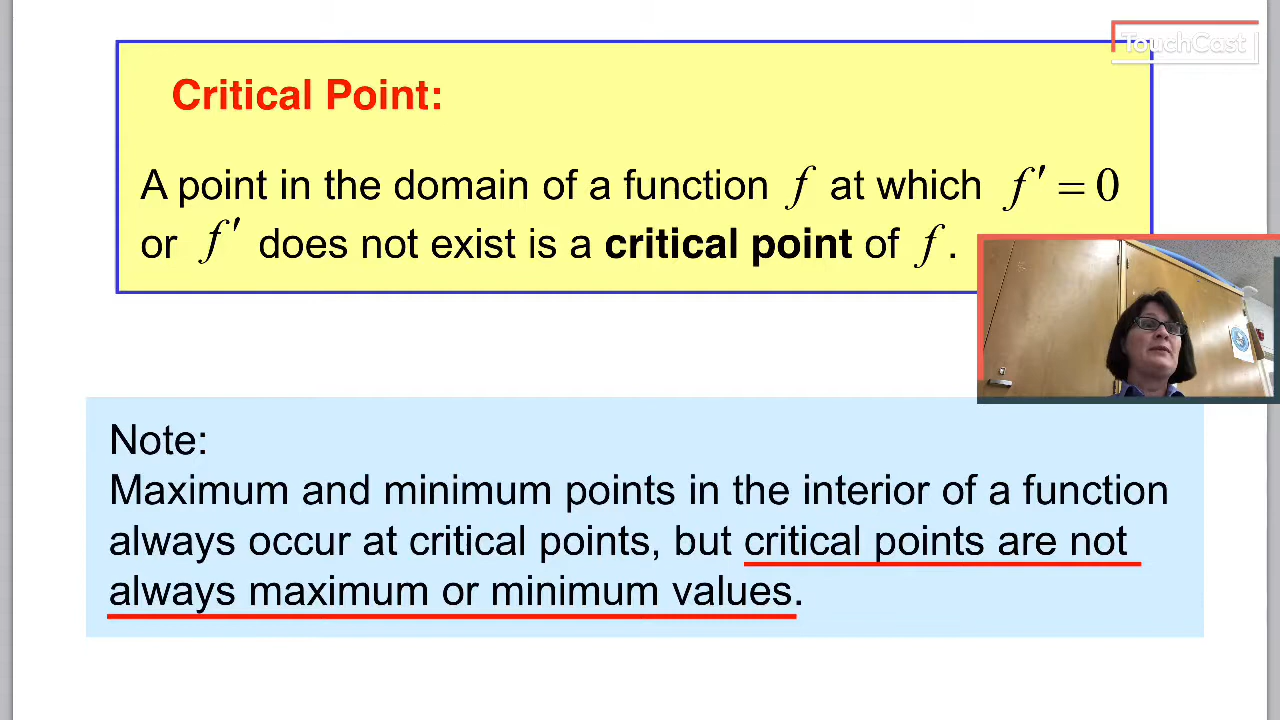 TouchCast
Critical Point:
A point in the domain of a function f at which f′ = 0
or f′ does not exist is a critical point of f.
Note:
Maximum and minimum points in the interior of a function
always occur at critical points, but critical points are not
always maximum or minimum values.